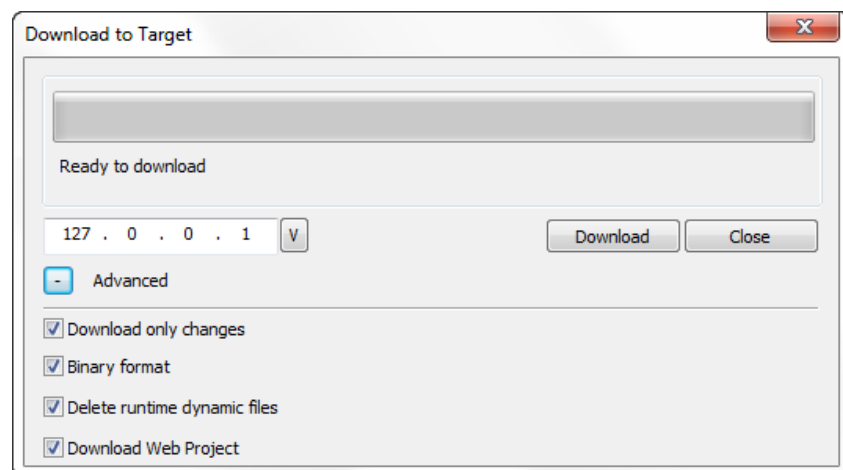 Download to Target
X
Ready to download
127 . 0 . 0 . 1 V Download Close
- Advanced
Download only changes
Binary format
Delete runtime dynamic files
Download Web Project